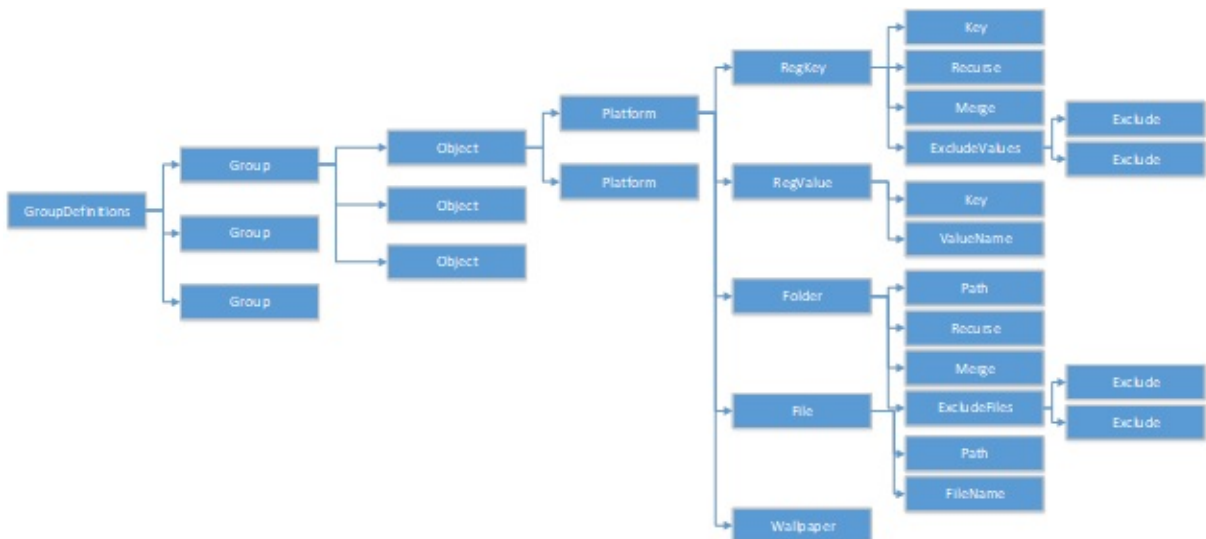 Key
RegKey
Recurse
Merge
Platform
Exclude
Object
ExcludeValues
Group
Exclude
Platform
RegValue
Key
GroupDefinitions
Object
Group
ValueName
Object
Path
Group
Folder
Recurse
Merge
Exclude
File
ExcludeFiles
Exclude
Path
FileName
Wallpaper